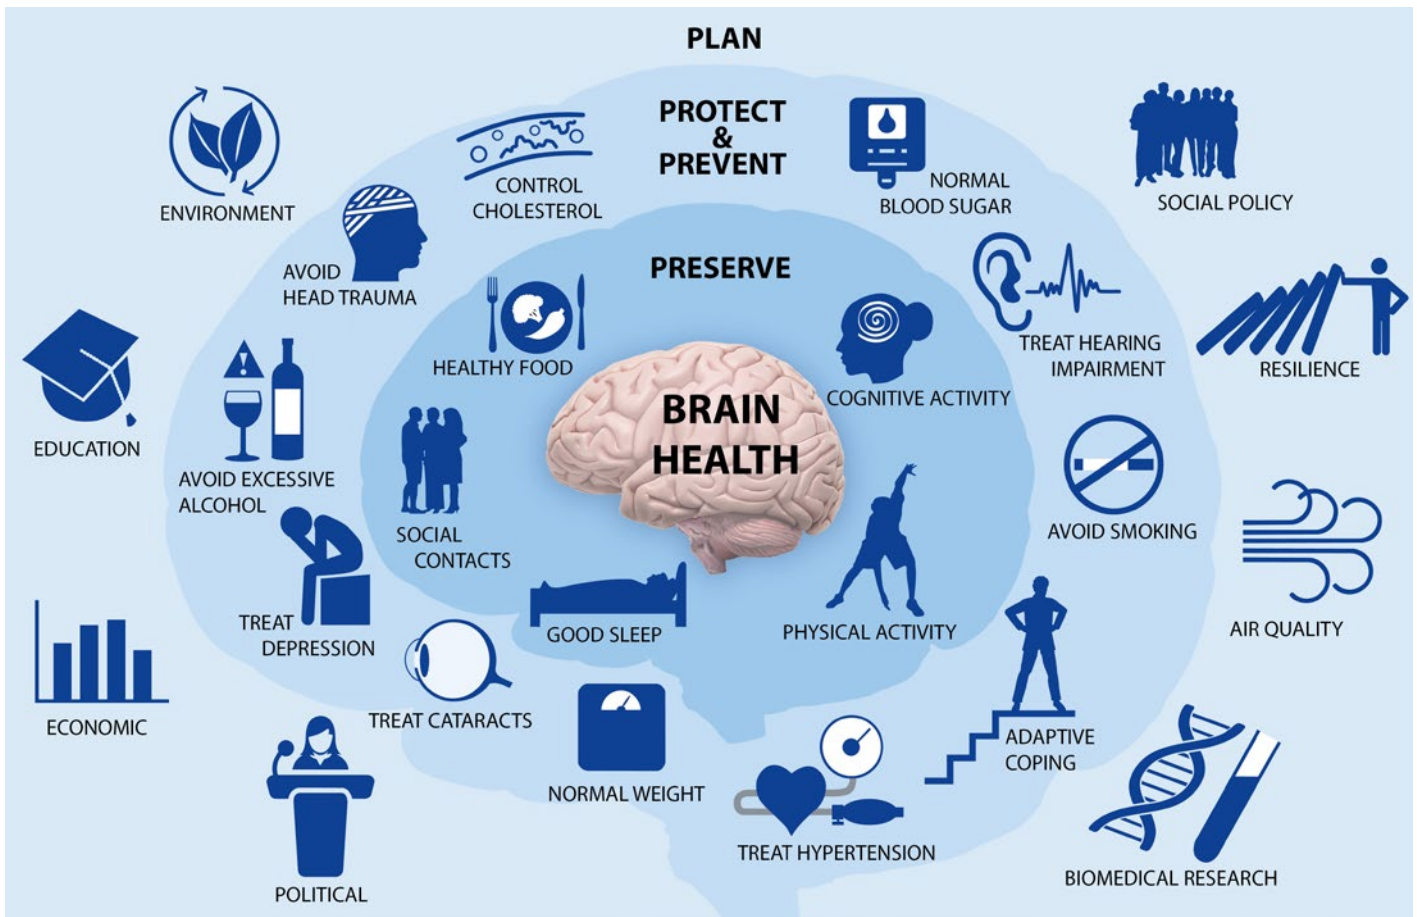 PLAN
PROTECT
&
PREVENT
ENVIRONMENT
CONTROL
CHOLESTEROL
NORMAL
BLOOD SUGAR
SOCIAL POLICY
AVOID
HEAD TRAUMA
PRESERVE
HEALTHY FOOD
COGNITIVE ACTIVITY
TREAT HEARING
IMPAIRMENT
RESILIENCE
BRAIN
HEALTH
EDUCATION
AVOID EXCESSIVE
ALCOHOL
SOCIAL
CONTACTS
AVOID SMOKING
AIR QUALITY
TREAT
DEPRESSION
GOOD SLEEP
PHYSICAL ACTIVITY
ECONOMIC
TREAT CATARACTS
NORMAL WEIGHT
ADAPTIVE
COPING
TREAT HYPERTENSION
POLITICAL
BIOMEDICAL RESEARCH